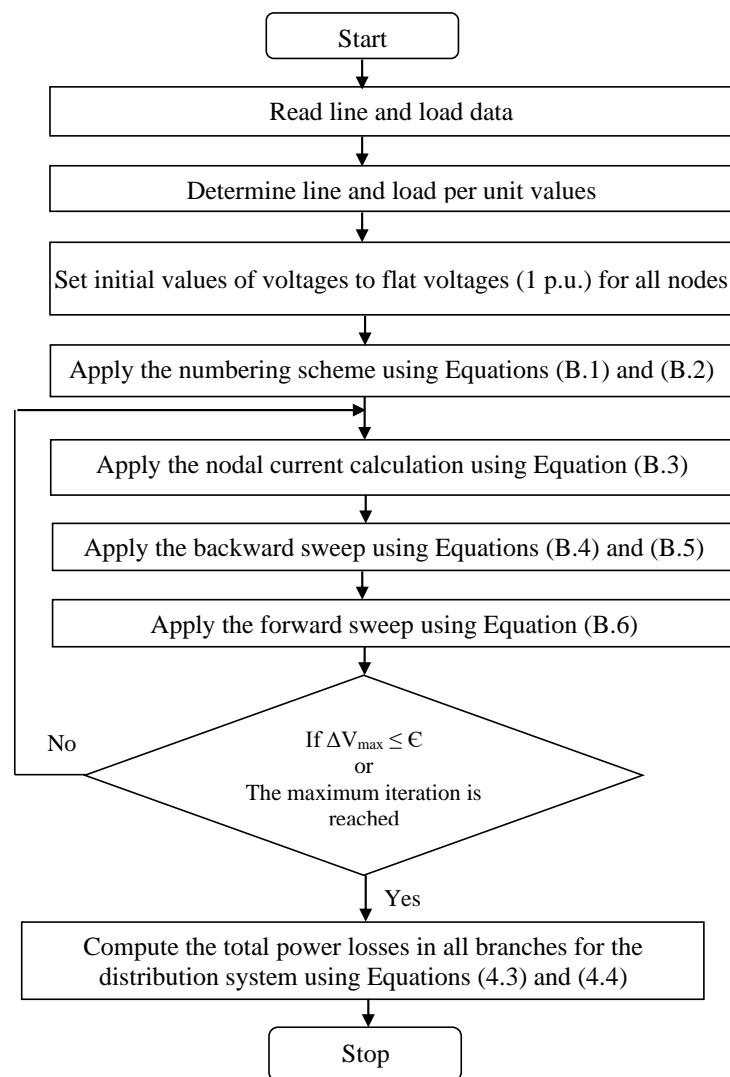 Start
Read line and load data
Determine line and load per unit values
Set initial values of voltages to flat voltages (1 p.u.) for all nodes
Apply the numbering scheme using Equations (B.1) and (B.2)
Apply the nodal current calculation using Equation (B.3)
Apply the backward sweep using Equations (B.4) and (B.5)
Apply the forward sweep using Equation (B.6)
No
If ΔVmax ≤ Є
or
The maximum iteration is
reached
Yes
Compute the total power losses in all branches for the
distribution system using Equations (4.3) and (4.4)
Stop